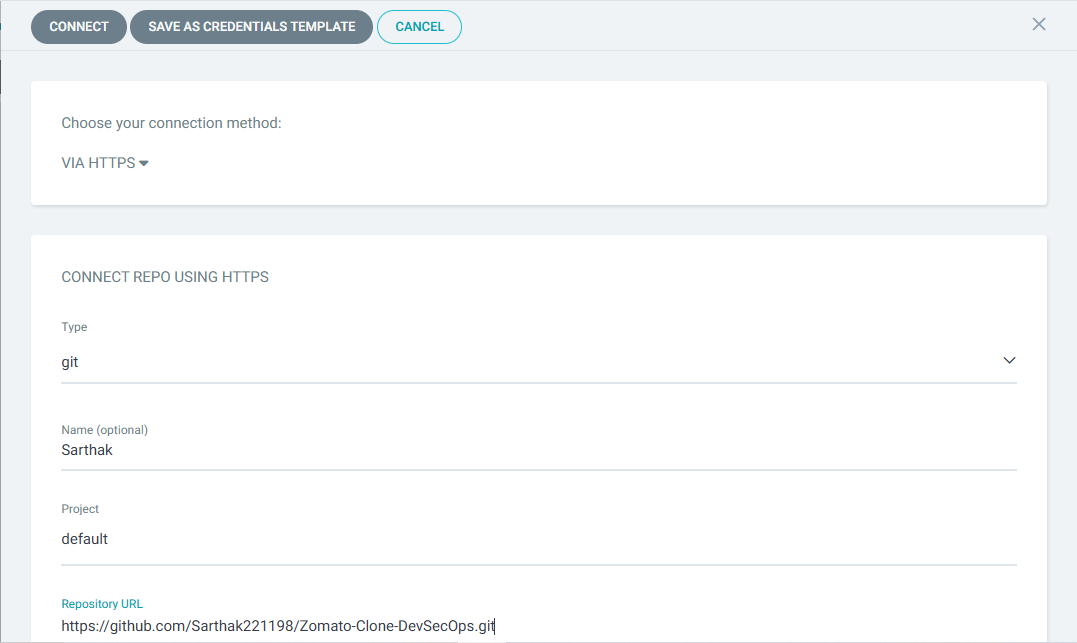 CONNECT SAVE AS CREDENTIALS TEMPLATE CANCEL
Choose your connection method:
VIA HTTPS
CONNECT REPO USING HTTPS
Type
git
Name (optional)
Sarthak
Project
default
Repository URL
https://github.com/Sarthak221198/Zomato-Clone-DevSecOps.git